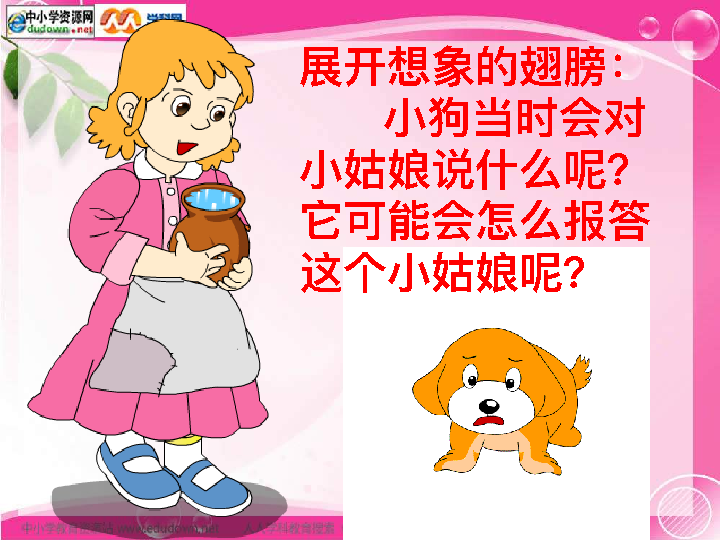 中小学资源网
dudown.net
展开想象的翅膀：
小狗当时会对
小姑娘说什么呢？
它可能会怎么报答
这个小姑娘呢？
中小学教育资源站 www.edudown.net 人人学科教育搜索